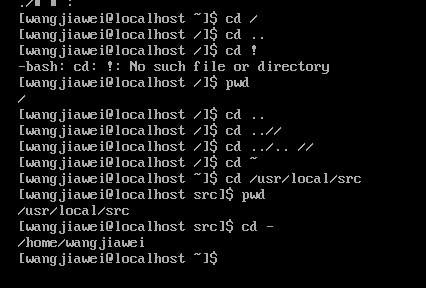 [wangjiawei@localhost ~]$ cd /
[wangjiawei@localhost /]$ cd ..
[wangjiawei@localhost /]$ cd !
-bash: cd: !: No such file or directory
[wangjiawei@localhost /]$ pwd
/
[wangjiawei@localhost /]$ cd ..
[wangjiawei@localhost /]$ cd ..//
[wangjiawei@localhost /]$ cd ../.. //
[wangjiawei@localhost /]$ cd ~
[wangjiawei@localhost ~]$ cd /usr/local/src
[wangjiawei@localhost src]$ pwd
/usr/local/src
[wangjiawei@localhost src]$ cd -
/home/wangjiawei
[wangjiawei@localhost ~]$